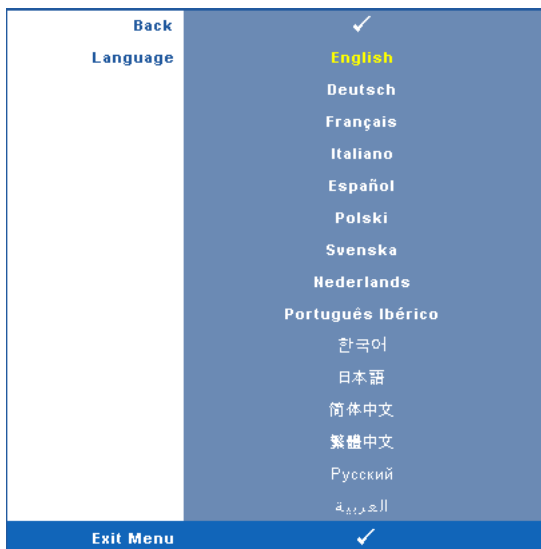 Back ✓
Language English
Deutsch
Français
Italiano
Español
Polski
Svenska
Nederlands
Português Ibérico
한국어
日本語
简体中文
繁體中文
Русский
العربية
Exit Menu ✓